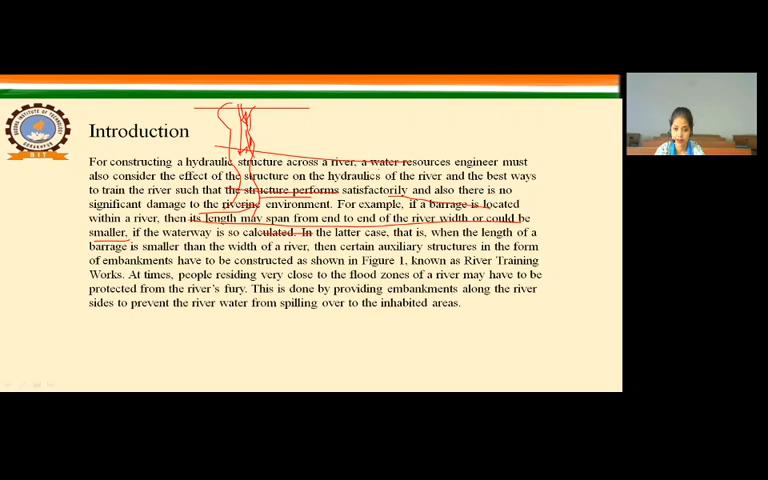 Introduction
For constructing a hydraulic structure across a river, a water resources engineer must
also consider the effect of the structure on the hydraulics of the river and the best ways
to train the river such that the structure performs satisfactorily and also there is no
significant damage to the riverine environment. For example, if a barrage is located
within a river, then its length may span from end to end of the river width or could be
smaller, if the waterway is so calculated. In the latter case, that is, when the length of a
barrage is smaller than the width of a river, then certain auxiliary structures in the form
of embankments have to be constructed as shown in Figure 1, known as River Training
Works. At times, people residing very close to the flood zones of a river may have to be
protected from the river's fury. This is done by providing embankments along the river
sides to prevent the river water from spilling over to the inhabited areas.
BIT